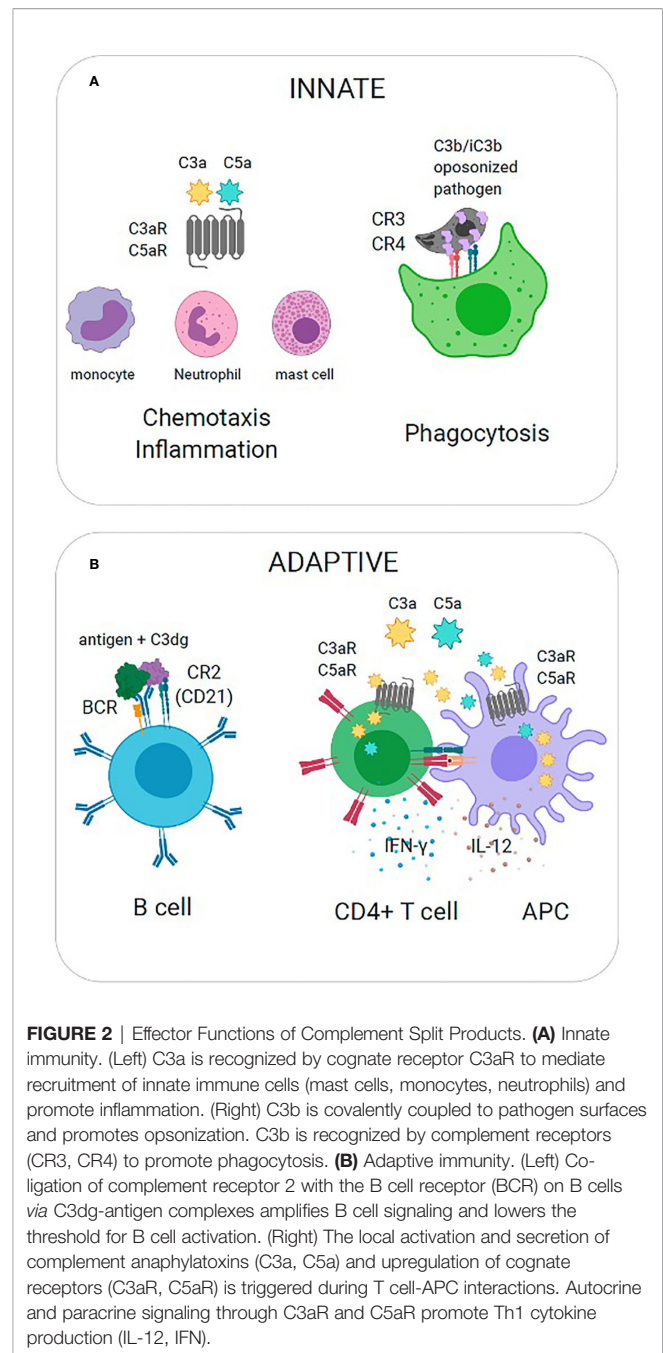 A
INNATE
C3a
C5a
C3aR
C5aR
monocyte
Neutrophil
mast cell
Chemotaxis
Inflammation
C3b/iC3b
oposonized
pathogen
CR3
CR4
Phagocytosis
B
ADAPTIVE
antigen + C3dg
BCR
CR2
(CD21)
B cell
C3a
C5a
C3aR
C5aR
C3aR
C5aR
IFN-γ
IL-12
CD4+ T cell
APC
FIGURE 2 | Effector Functions of Complement Split Products. (A) Innate
immunity. (Left) C3a is recognized by cognate receptor C3aR to mediate
recruitment of innate immune cells (mast cells, monocytes, neutrophils) and
promote inflammation. (Right) C3b is covalently coupled to pathogen surfaces
and promotes opsonization. C3b is recognized by complement receptors
(CR3, CR4) to promote phagocytosis. (B) Adaptive immunity. (Left) Co-
ligation of complement receptor 2 with the B cell receptor (BCR) on B cells
via C3dg-antigen complexes amplifies B cell signaling and lowers the
threshold for B cell activation. (Right) The local activation and secretion of
complement anaphylatoxins (C3a, C5a) and upregulation of cognate
receptors (C3aR, C5aR) is triggered during T cell-APC interactions. Autocrine
and paracrine signaling through C3aR and C5aR promote Th1 cytokine
production (IL-12, IFN).